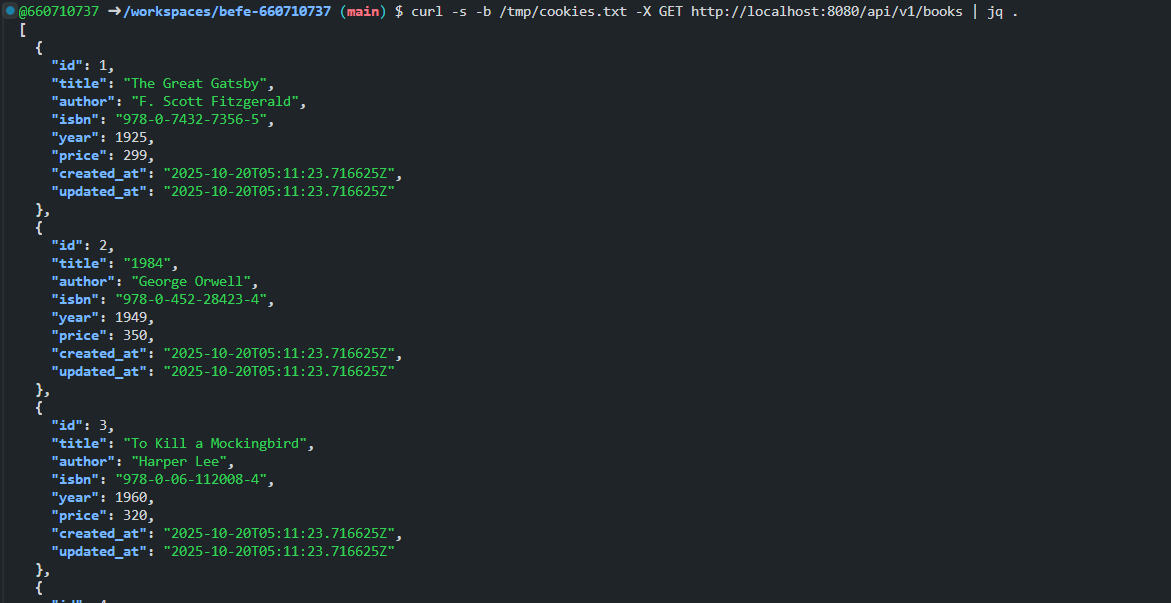 @660710737 ➜/workspaces/befe-660710737 (main) $ curl -s -b /tmp/cookies.txt -X GET http://localhost:8080/api/v1/books | jq .
[
  {
    "id": 1,
    "title": "The Great Gatsby",
    "author": "F. Scott Fitzgerald",
    "isbn": "978-0-7432-7356-5",
    "year": 1925,
    "price": 299,
    "created_at": "2025-10-20T05:11:23.716625Z",
    "updated_at": "2025-10-20T05:11:23.716625Z"
  },
  {
    "id": 2,
    "title": "1984",
    "author": "George Orwell",
    "isbn": "978-0-452-28423-4",
    "year": 1949,
    "price": 350,
    "created_at": "2025-10-20T05:11:23.716625Z",
    "updated_at": "2025-10-20T05:11:23.716625Z"
  },
  {
    "id": 3,
    "title": "To Kill a Mockingbird",
    "author": "Harper Lee",
    "isbn": "978-0-06-112008-4",
    "year": 1960,
    "price": 320,
    "created_at": "2025-10-20T05:11:23.716625Z",
    "updated_at": "2025-10-20T05:11:23.716625Z"
  },
  {